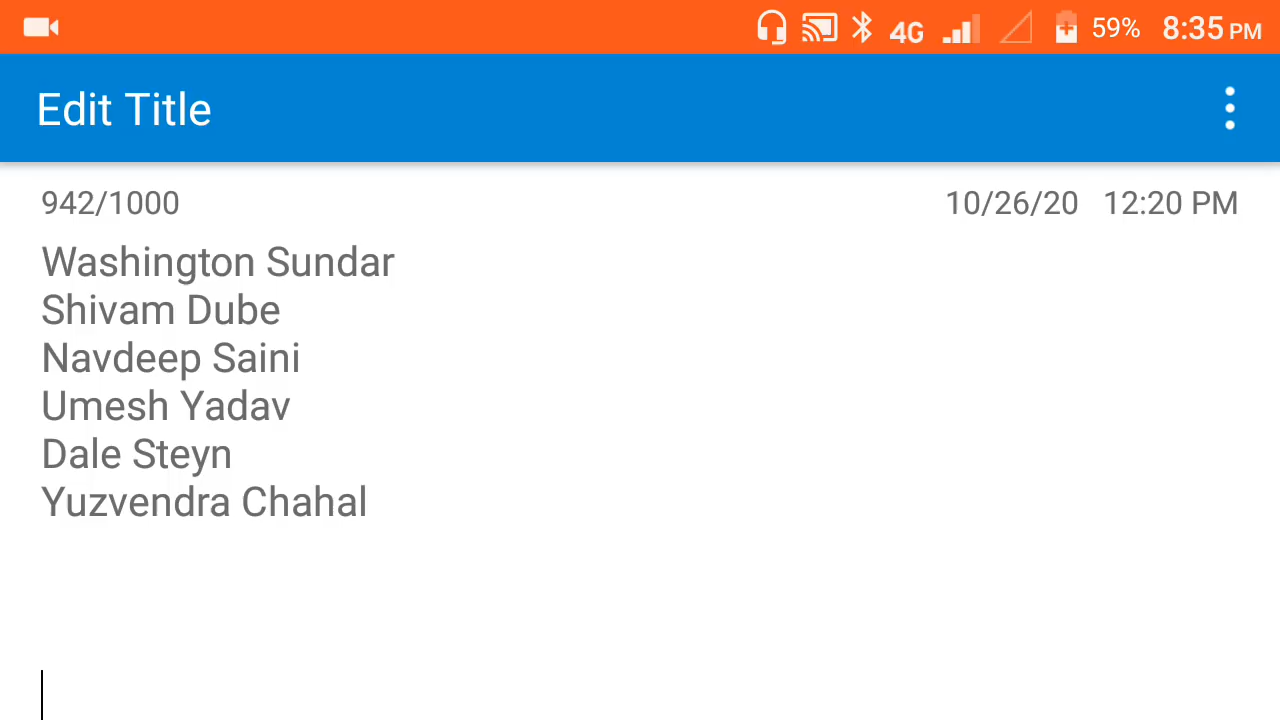 4G 59% 8:35 PM
Edit Title
942/1000 10/26/20 12:20 PM
Washington Sundar
Shivam Dube
Navdeep Saini
Umesh Yadav
Dale Steyn
Yuzvendra Chahal